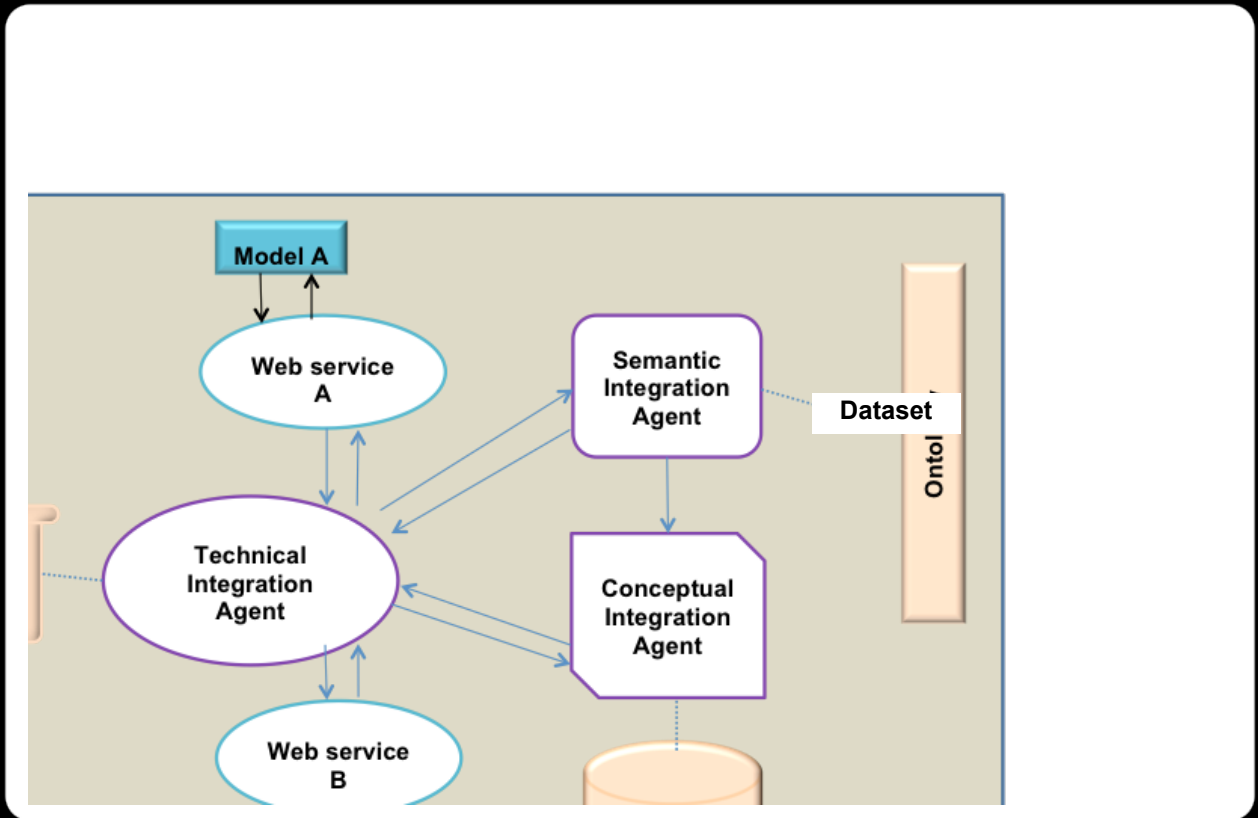 Model A
Web service
A
Semantic
Integration
Agent
Dataset
Technical
Integration
Agent
Conceptual
Integration
Agent
Web service
B